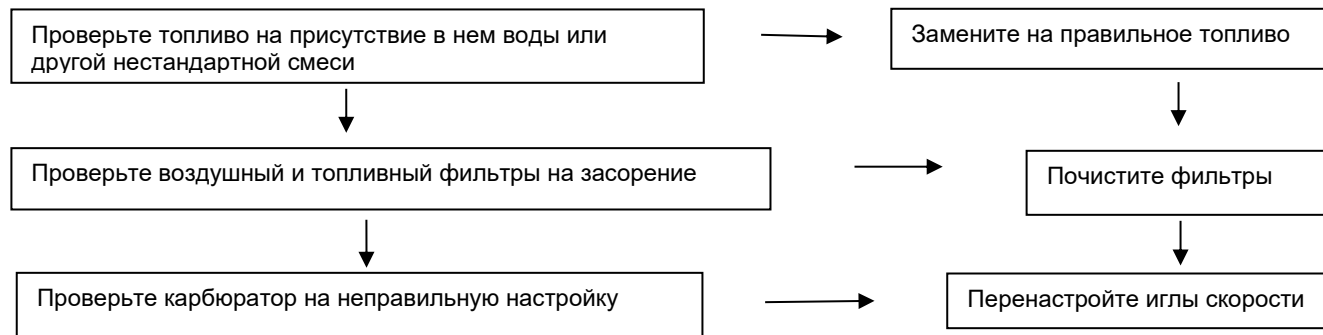 Проверьте топливо на присутствие в нем воды или
другой нестандартной смеси
Замените на правильное топливо
Проверьте воздушный и топливный фильтры на засорение
Почистите фильтры
Проверьте карбюратор на неправильную настройку
Перенастройте иглы скорости